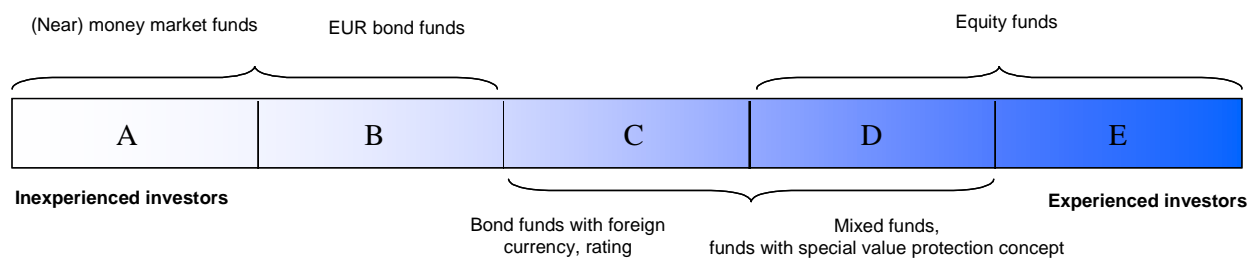 (Near) money market funds
EUR bond funds
Equity funds
A
B
C
D
E
Inexperienced investors
Experienced investors
Bond funds with foreign
currency, rating
Mixed funds,
funds with special value protection concept